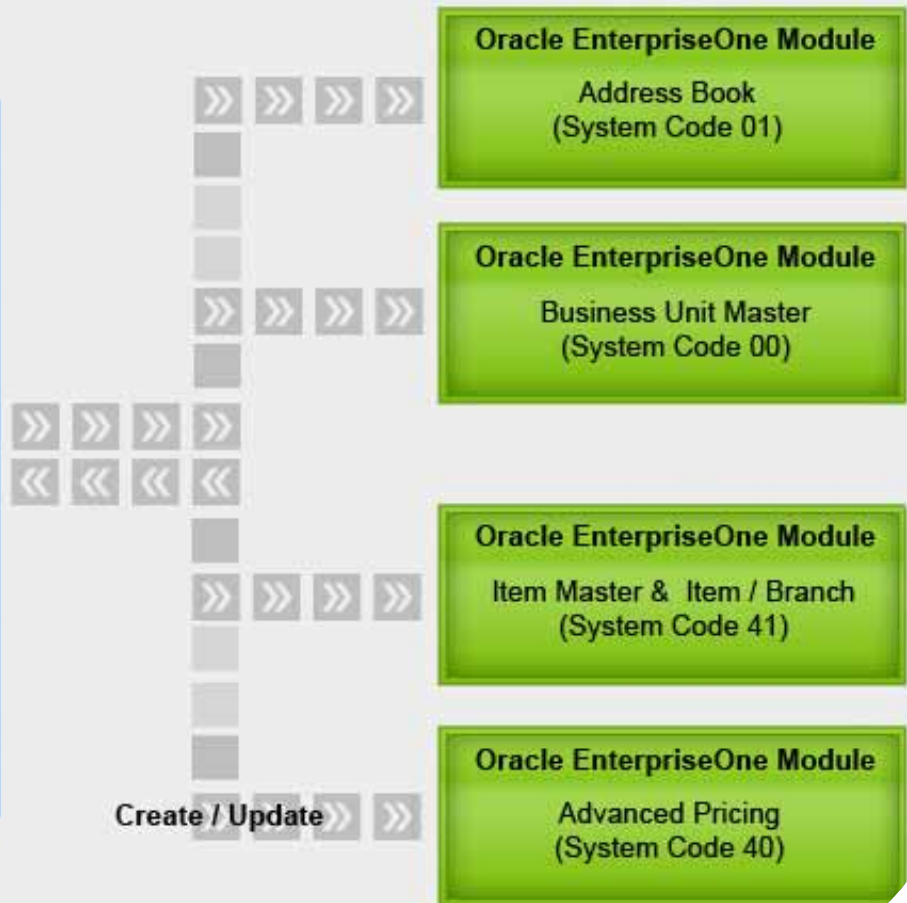 Oracle EnterpriseOne Module
Address Book
(System Code 01)
Oracle EnterpriseOne Module
Business Unit Master
(System Code 00)
Oracle EnterpriseOne Module
Item Master & Item / Branch
(System Code 41)
Create / Update
Oracle EnterpriseOne Module
Advanced Pricing
(System Code 40)